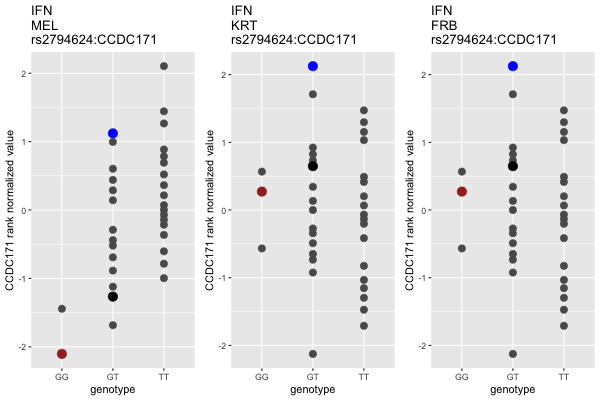 IFN
MEL
rs2794624:CCDC171
CCDC171 rank normalized value
2
1
0
-1
-2
GG GT TT
genotype
IFN
KRT
rs2794624:CCDC171
CCDC171 rank normalized value
2
1
0
-1
-2
GG GT TT
genotype
IFN
FRB
rs2794624:CCDC171
CCDC171 rank normalized value
2
1
0
-1
-2
GG GT TT
genotype